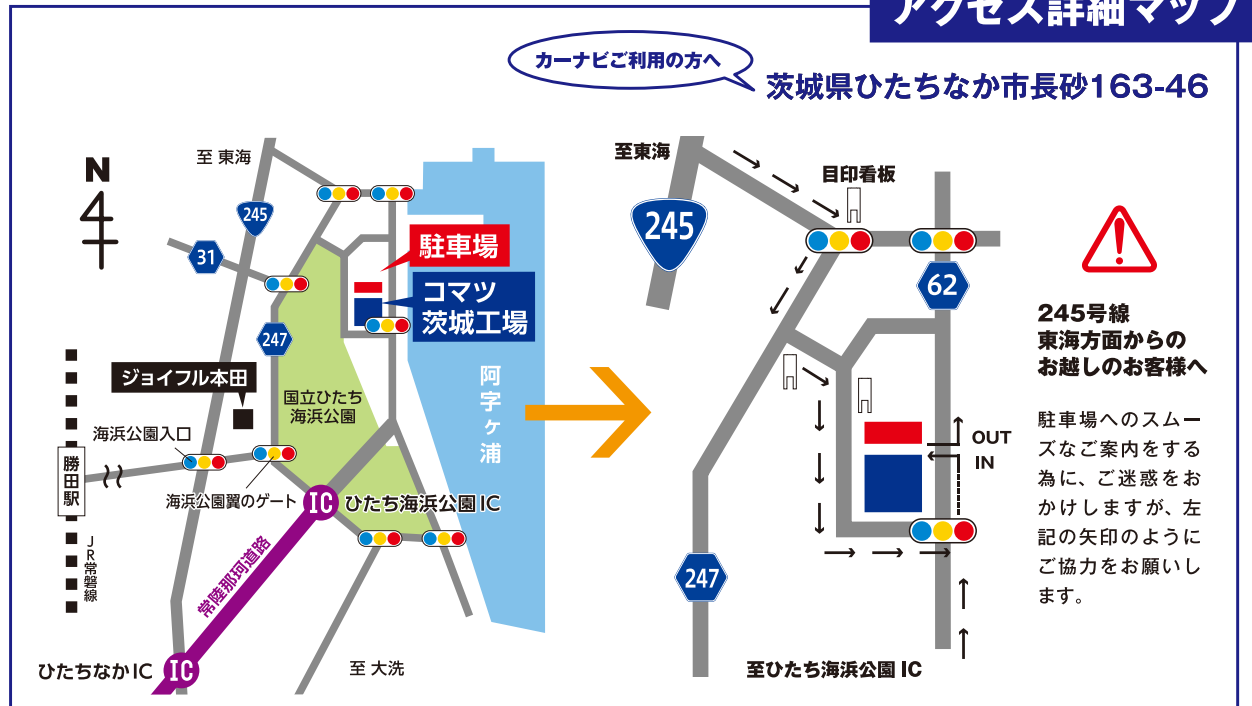 アクセス詳細マップ
カーナビご利用の方へ
茨城県ひたちなか市長砂163-46
N
至 東海
245
31
駐車場
コマツ
茨城工場
247
ジョイフル本田
国立ひたち
海浜公園
阿字ヶ浦
海浜公園入口
勝田駅
海浜公園翼のゲート
IC
ひたち海浜公園 IC
JR常磐線
常陸那珂道路
ひたちなか IC
IC
至 大洗
至東海
目印看板
245
62
OUT
IN
247
至ひたち海浜公園 IC
245号線
東海方面からの
お越しのお客様へ
駐車場へのスムー
ズなご案内をする
為に、ご迷惑をお
かけしますが、左
記の矢印のように
ご協力をお願いし
ます。